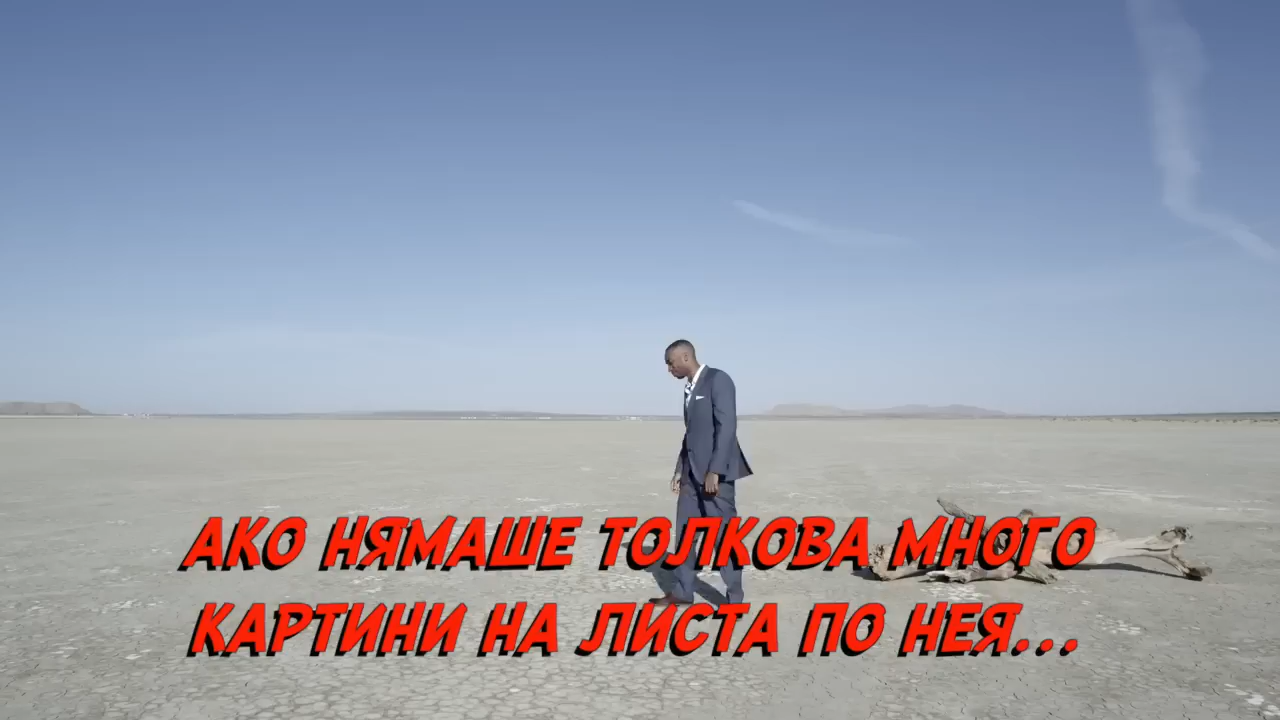 АКО НЯМАШЕ ТОЛКОВА МНОГО
КАРТИНИ НА ЛИСТА ПО НЕЯ...